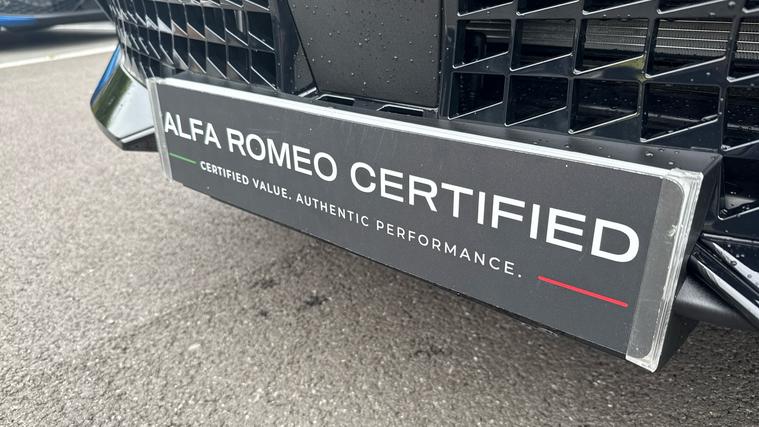 ALFA ROMEO CERTIFIED
CERTIFIED VALUE. AUTHENTIC PERFORMANCE.